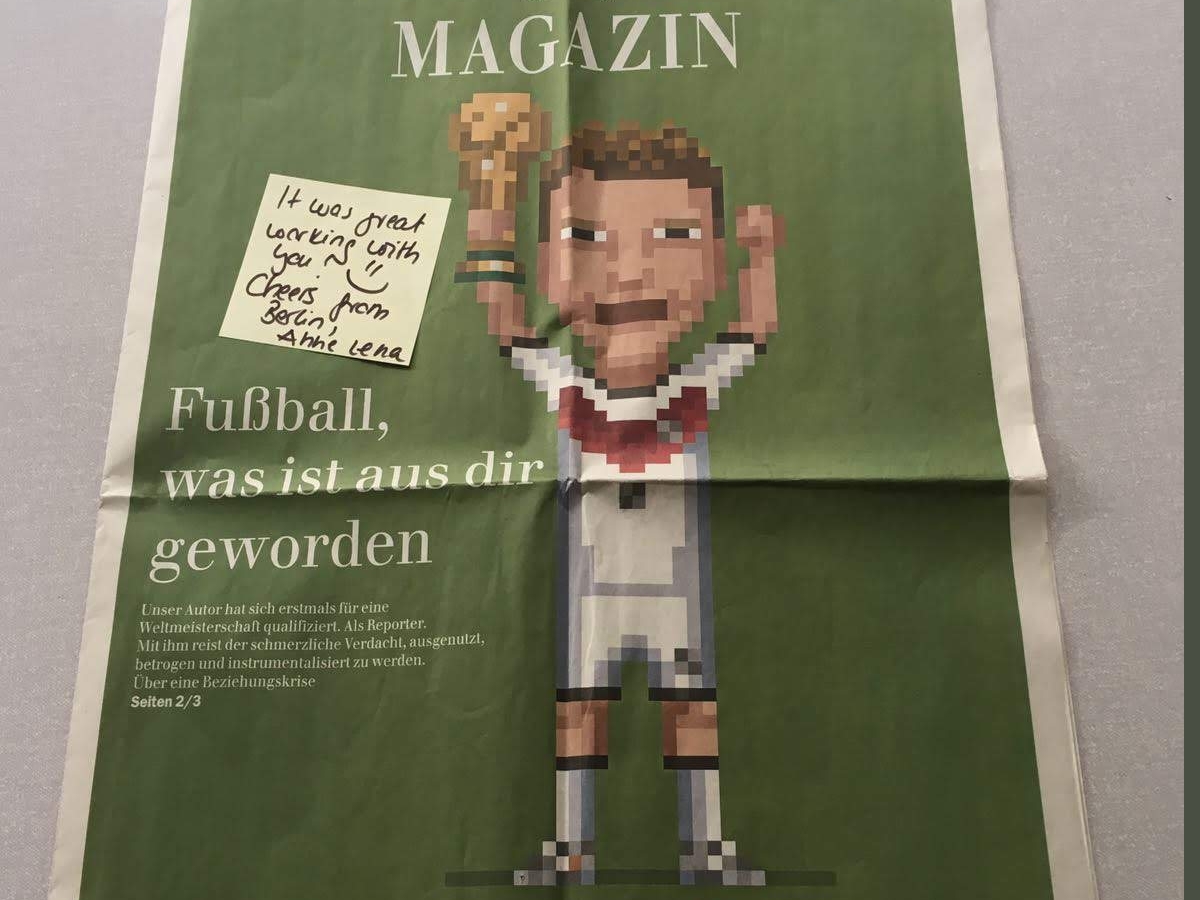 MAGAZIN
It was great
working with
you ~ :)
Cheers from
Berlin,
Anne Lena
Fußball,
was ist aus dir
geworden
Unser Autor hat sich erstmals für eine
Weltmeisterschaft qualifiziert. Als Reporter.
Mit ihm reist der schmerzliche Verdacht, ausgenutzt,
betrogen und instrumentalisiert zu werden.
Über eine Beziehungskrise
Seiten 2/3